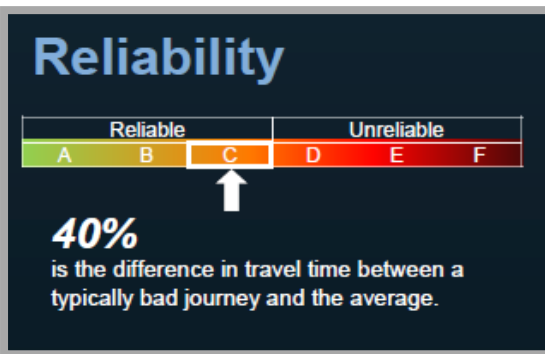 Reliability
Reliable Unreliable
A B C D E F
40%
is the difference in travel time between a
typically bad journey and the average.